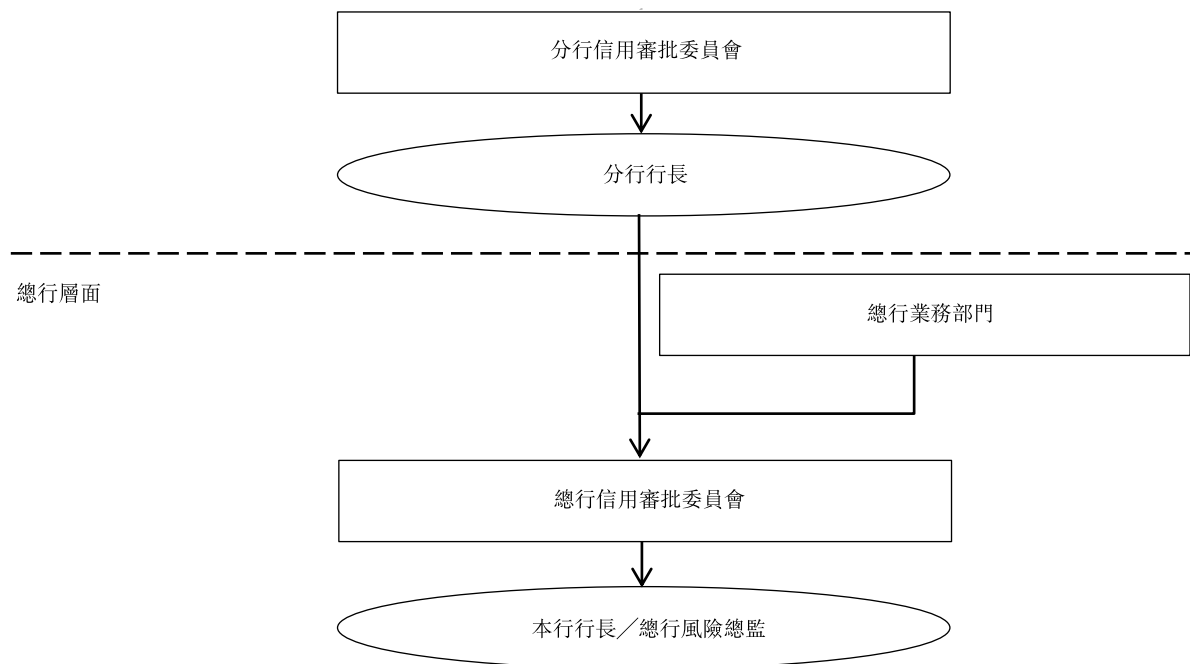 分行信用審批委員會
分行行長
總行層面
總行業務部門
總行信用審批委員會
本行行長／總行風險總監